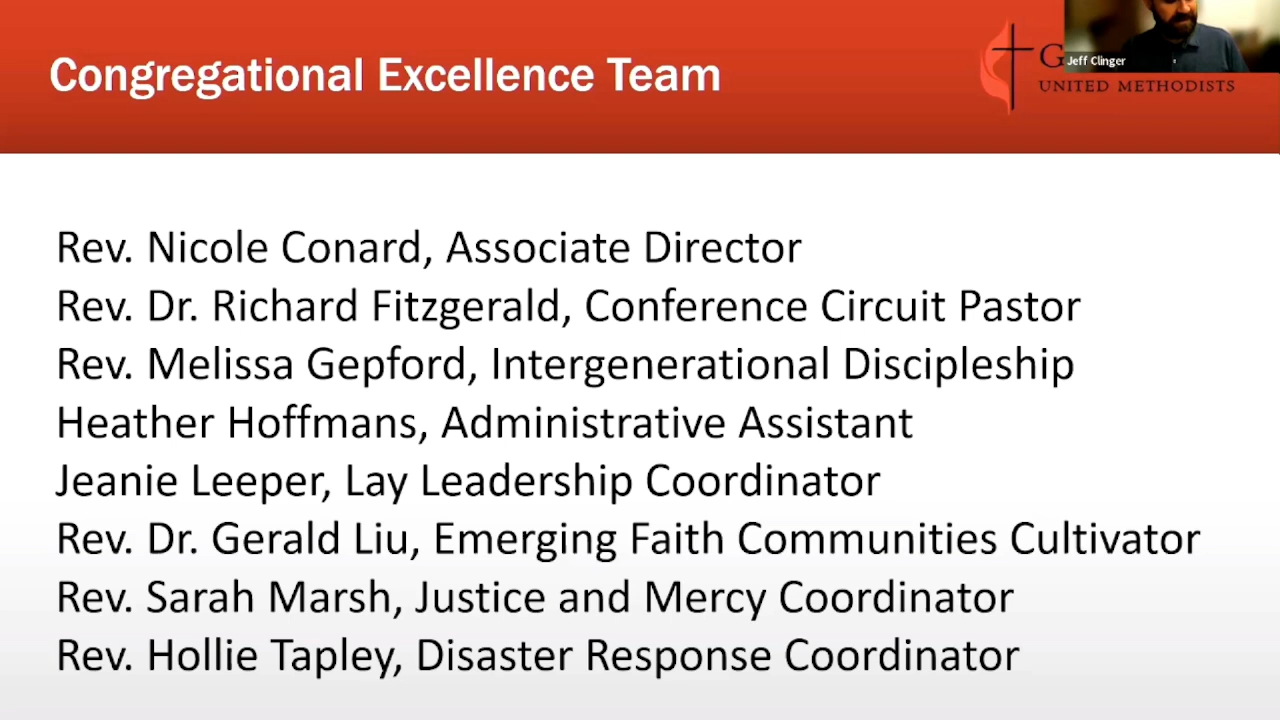 Congregational Excellence Team
G
Jeff Clinger
UNITED METHODISTS
Rev. Nicole Conard, Associate Director
Rev. Dr. Richard Fitzgerald, Conference Circuit Pastor
Rev. Melissa Gepford, Intergenerational Discipleship
Heather Hoffmans, Administrative Assistant
Jeanie Leeper, Lay Leadership Coordinator
Rev. Dr. Gerald Liu, Emerging Faith Communities Cultivator
Rev. Sarah Marsh, Justice and Mercy Coordinator
Rev. Hollie Tapley, Disaster Response Coordinator